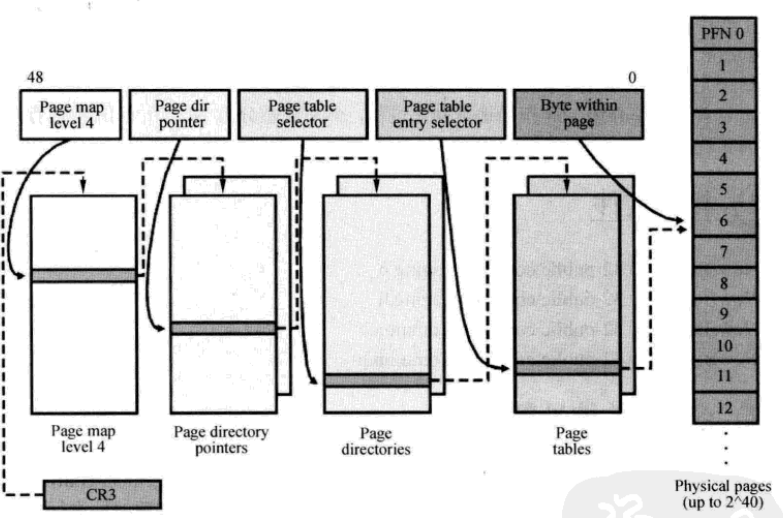 48
0
Page map
level 4
Page dir
pointer
Page table
selector
Page table
entry selector
Byte within
page
PFN 0
1
2
3
4
5
6
7
8
9
10
11
12
Page map
level 4
Page directory
pointers
Page
directories
Page
tables
CR3
Physical pages
(up to 2^40)